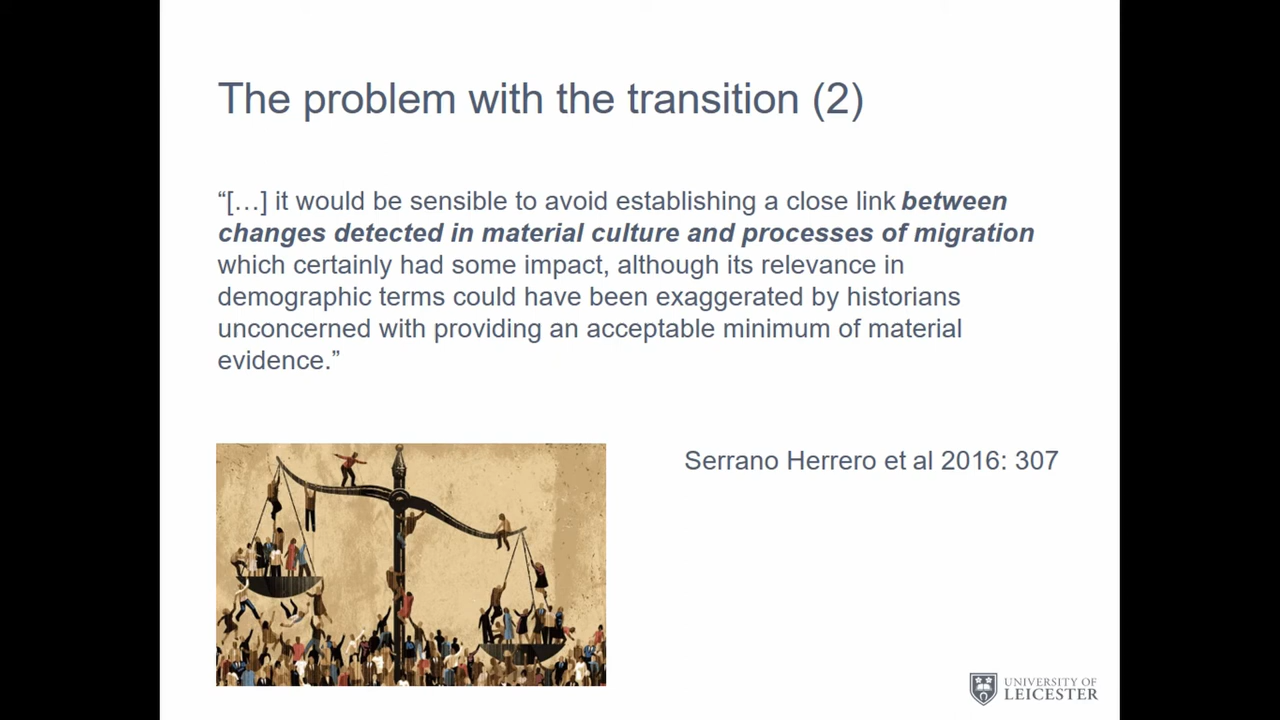 The problem with the transition (2)
“[…] it would be sensible to avoid establishing a close link between
changes detected in material culture and processes of migration
which certainly had some impact, although its relevance in
demographic terms could have been exaggerated by historians
unconcerned with providing an acceptable minimum of material
evidence.”
Serrano Herrero et al 2016: 307
UNIVERSITY OF
LEICESTER